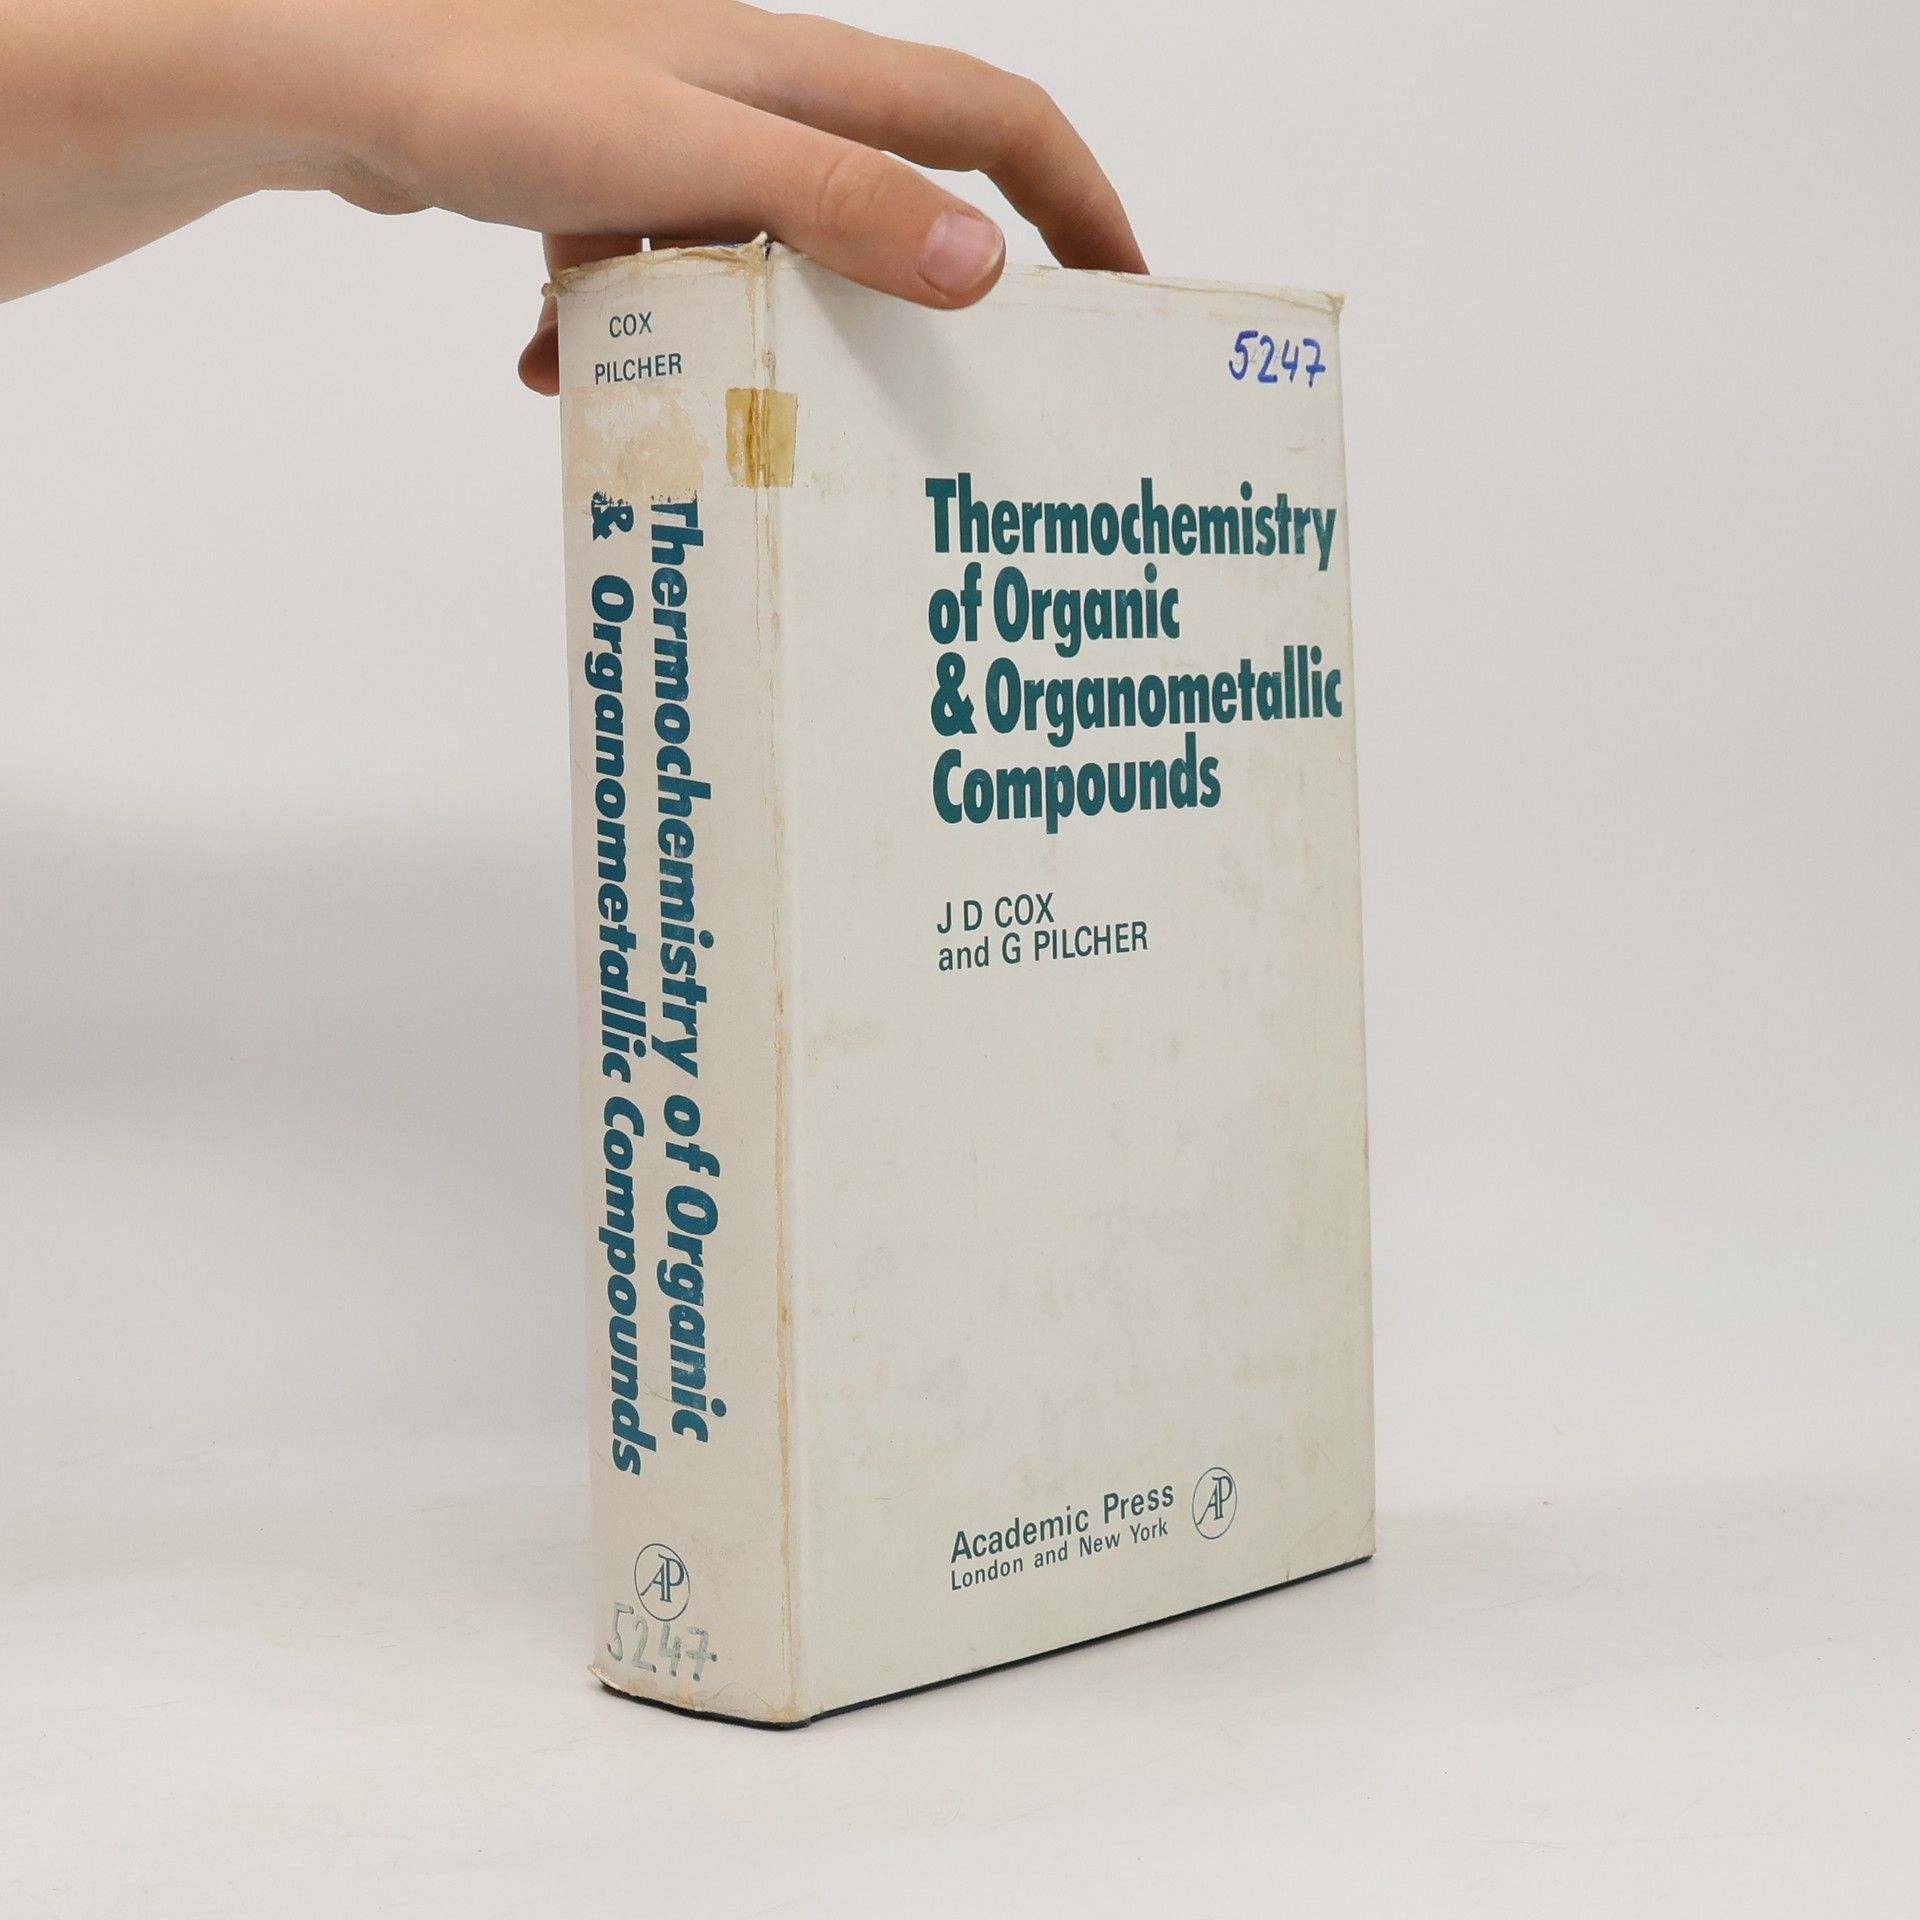 COX
PILCHER
Thermochemistry of Organic
& Organometallic Compounds
AP
5247
5247
Thermochemistry
of Organic
& Organometallic
Compounds
J D COX
and G PILCHER
Academic Press
London and New York
AP